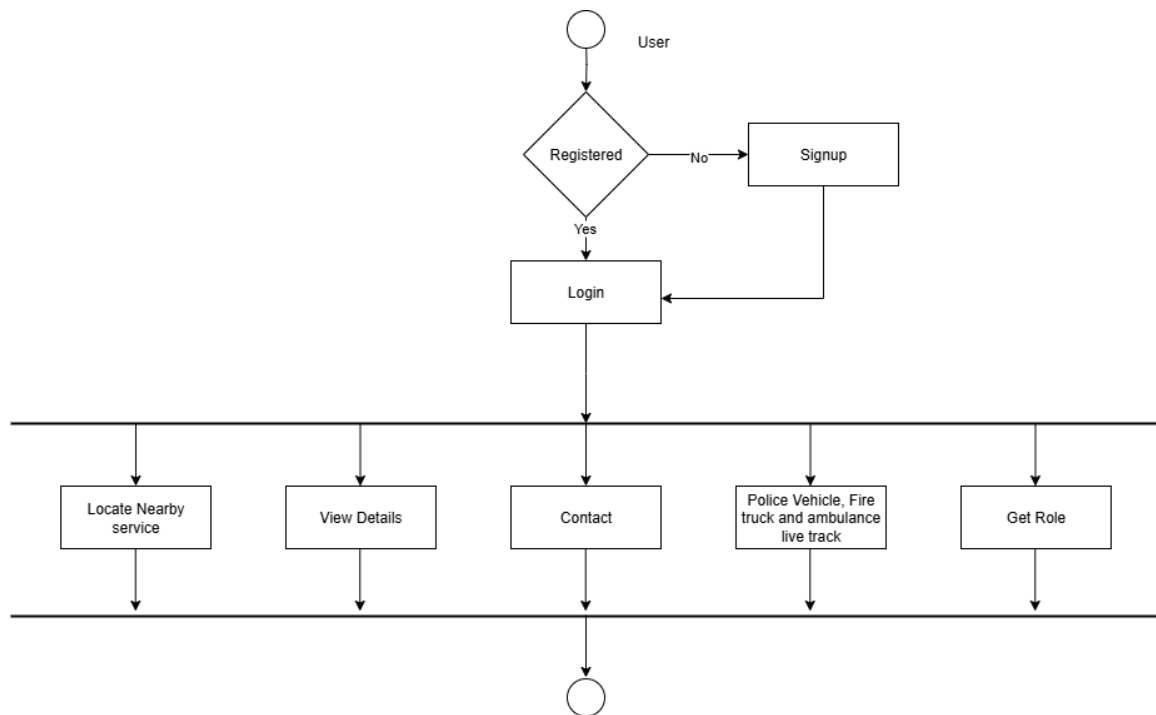 User
Registered
No
Signup
Yes
Login
Locate Nearby
service
View Details
Contact
Police Vehicle, Fire
truck and ambulance
live track
Get Role